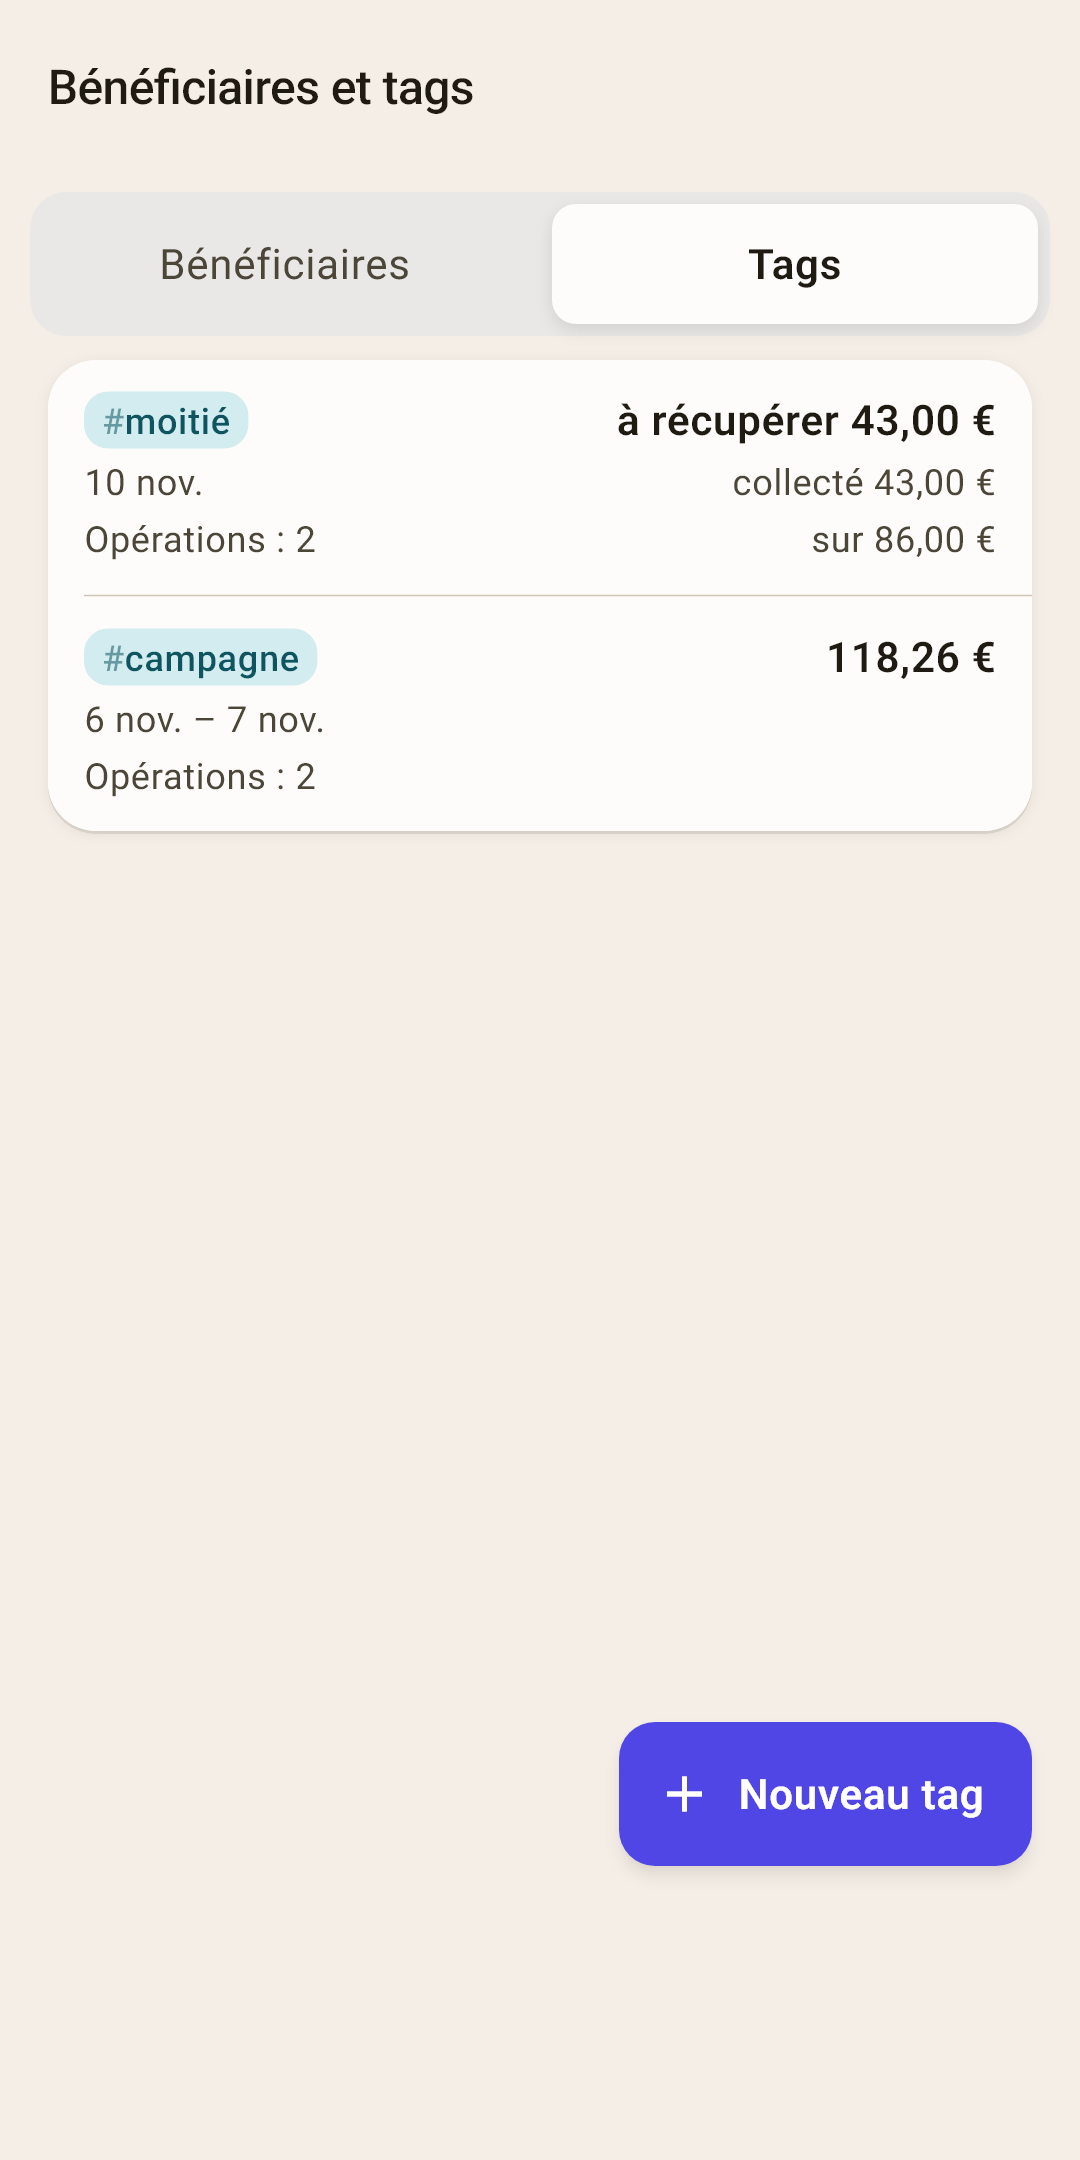 Bénéficiaires et tags
Bénéficiaires
Tags
#moitié
à récupérer 43,00 €
10 nov.
collecté 43,00 €
Opérations : 2
sur 86,00 €
#campagne
118,26 €
6 nov. – 7 nov.
Opérations : 2
Nouveau tag